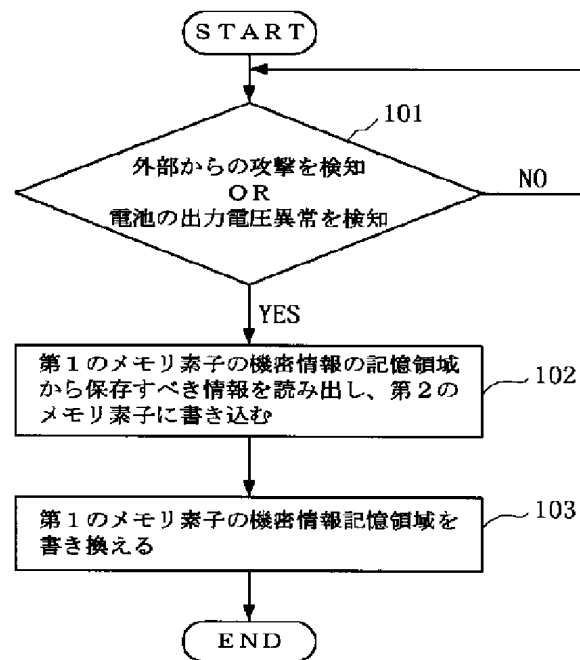 START
101
外部からの攻撃を検知
OR
電池の出力電圧異常を検知
NO
YES
第1のメモリ素子の機密情報の記憶領域
から保存すべき情報を読み出し、第2の
メモリ素子に書き込む
102
第1のメモリ素子の機密情報記憶領域を
書き換える
103
END